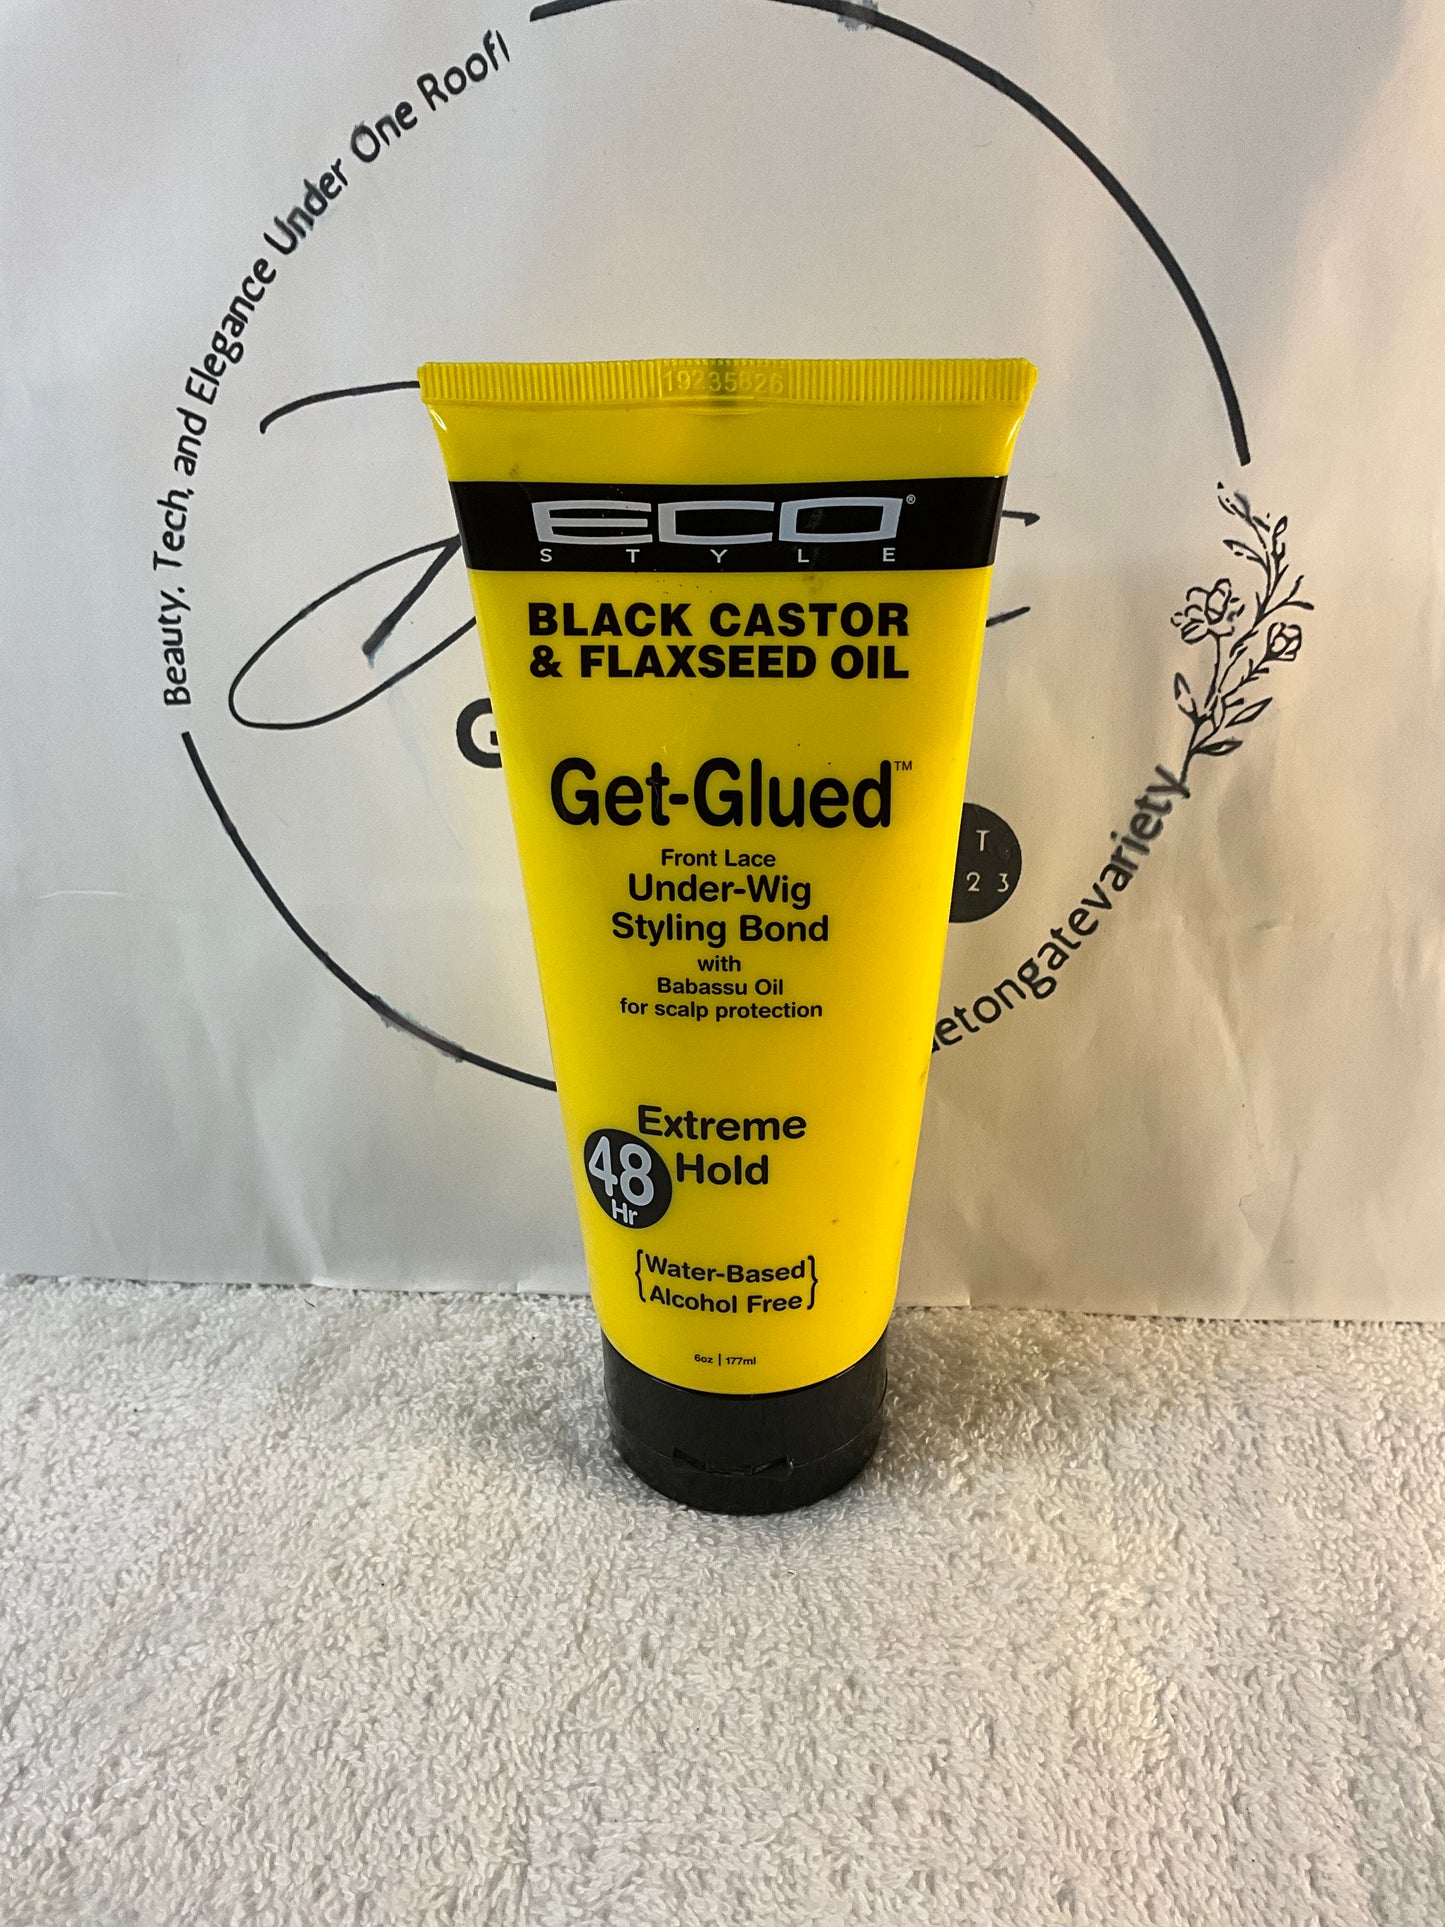 Beauty, Tech, and Elegance Under One Roof!
19235826
ECO®
STYLE
BLACK CASTOR
& FLAXSEED OIL
Get-Glued™
Front Lace
Under-Wig
Styling Bond
with
Babassu Oil
for scalp protection
Extreme
48 Hold
Hr
{Water-Based
Alcohol Free}
6oz | 177ml
G
T
23
etongatevariety